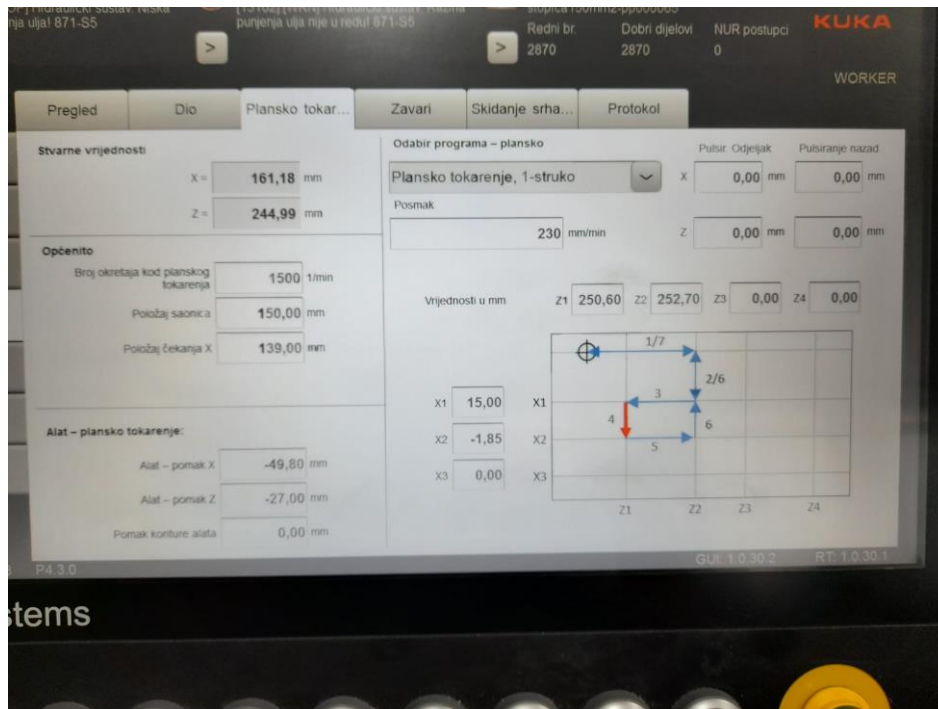 nja ulja! 871-S5
punjenja ulja nije u redu! 871-S5
Redni br. Dobri dijelovi NUR postupci
2870 2870 0
KUKA
> >
WORKER
Pregled Dio Plansko tokar... Zavari Skidanje srha... Protokol
Stvarne vrijednosti
X = 161,18 mm
Z = 244,99 mm
Općenito
Broj okretaja kod planskog
tokarenja 1500 1/min
Položaj saonica 150,00 mm
Položaj čekanja X 139,00 mm
Alat – plansko tokarenje:
Alat – pomak X -49,80 mm
Alat – pomak Z -27,00 mm
Pomak konture alata 0,00 mm
Odabir programa – plansko
Plansko tokarenje, 1-struko
Posmak
230 mm/min
Pulsir. Odjeljak Pulsiranje nazad
X 0,00 mm 0,00 mm
Z 0,00 mm 0,00 mm
Vrijednosti u mm Z1 250,60 Z2 252,70 Z3 0,00 Z4 0,00
X1 15,00 X1
X2 -1,85 X2
X3 0,00 X3
1/7
2/6
3
4
6
5
Z1 Z2 Z3 Z4
P4.3.0
GUI: 1.0.30.2 RT: 1.0.30.1
stems